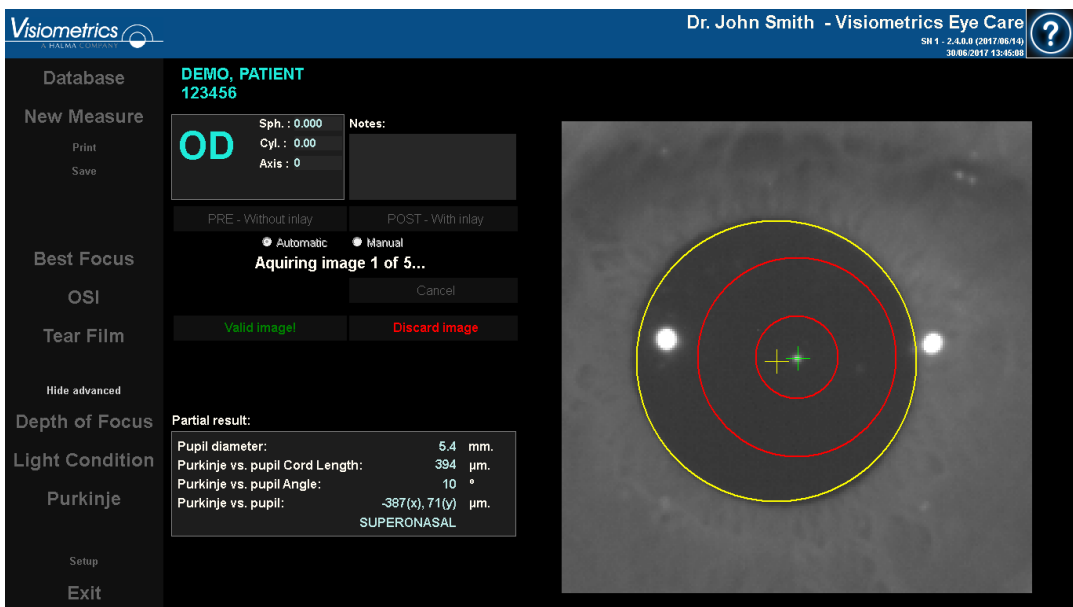 Visiometrics
A HALMA COMPANY
Dr. John Smith - Visiometrics Eye Care
SN 1 - 2.4.0.0 (2017/06/14)
30/06/2017 13:45:08
?
Database
New Measure
Print
Save
Best Focus
OSI
Tear Film
Hide advanced
Depth of Focus
Light Condition
Purkinje
Setup
Exit
DEMO, PATIENT
123456
OD
Sph. : 0.000
Cyl. : 0.00
Axis : 0
Notes:
PRE - Without inlay
POST - With inlay
Automatic
Manual
Aquiring image 1 of 5...
Cancel
Valid image!
Discard image
Partial result:
Pupil diameter: 5.4 mm.
Purkinje vs. pupil Cord Length: 394 µm.
Purkinje vs. pupil Angle: 10 °
Purkinje vs. pupil: -387(x), 71(y) µm.
SUPERONASAL